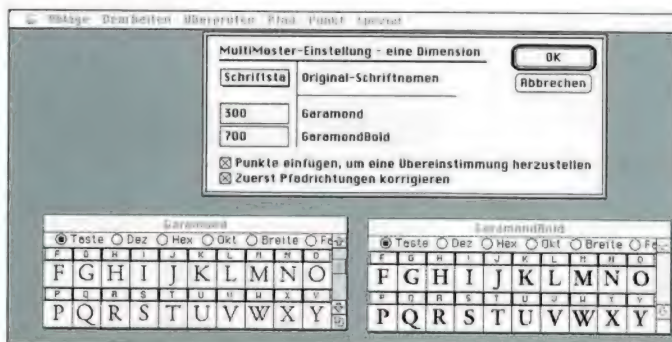 Ablage Bearbeiten Überprüfen Pfad Punkt Spezial
MultiMaster-Einstellung - eine Dimension
OK
Schriftsta Original-Schriftnamen
Abbrechen
300 Garamond
700 GaramondBold
Punkte einfügen, um eine Übereinstimmung herzustellen
Zuerst Pfadrichtungen korrigieren
Garamond
Taste Dez Hex Okt Breite Fa
F G H I J K L M N O
F G H I J K L M N O
P Q R S T U V W X Y
P Q R S T U V W X Y
GaramondBold
Taste Dez Hex Okt Breite Fa
F G H I J K L M N O
F G H I J K L M N O
P Q R S T U V W X Y
P Q R S T U V W X Y